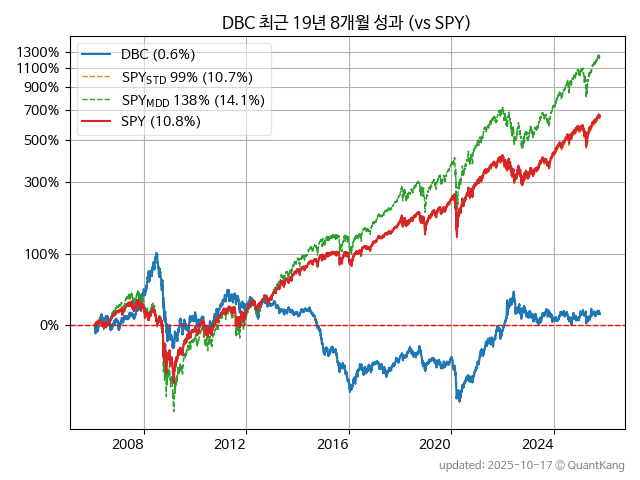 DBC 최근 19년 8개월 성과 (vs SPY)
1300%
1100%
900%
700%
500%
300%
100%
0%
DBC (0.6%)
SPY_STD 99% (10.7%)
SPY_MDD 138% (14.1%)
SPY (10.8%)
2008 2012 2016 2020 2024
updated: 2025-10-17 © QuantKang